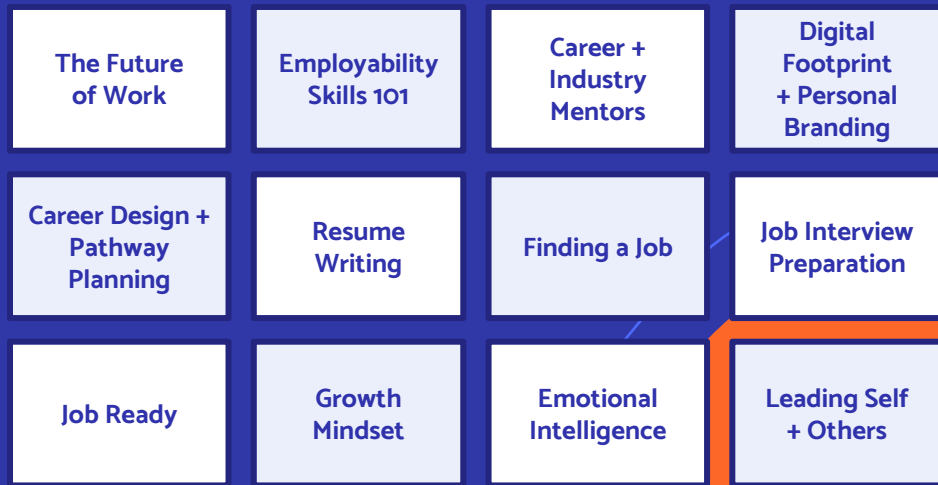 The Future
of Work
Employability
Skills 101
Career +
Industry
Mentors
Digital
Footprint
+ Personal
Branding
Career Design +
Pathway
Planning
Resume
Writing
Finding a Job
Job Interview
Preparation
Job Ready
Growth
Mindset
Emotional
Intelligence
Leading Self
+ Others